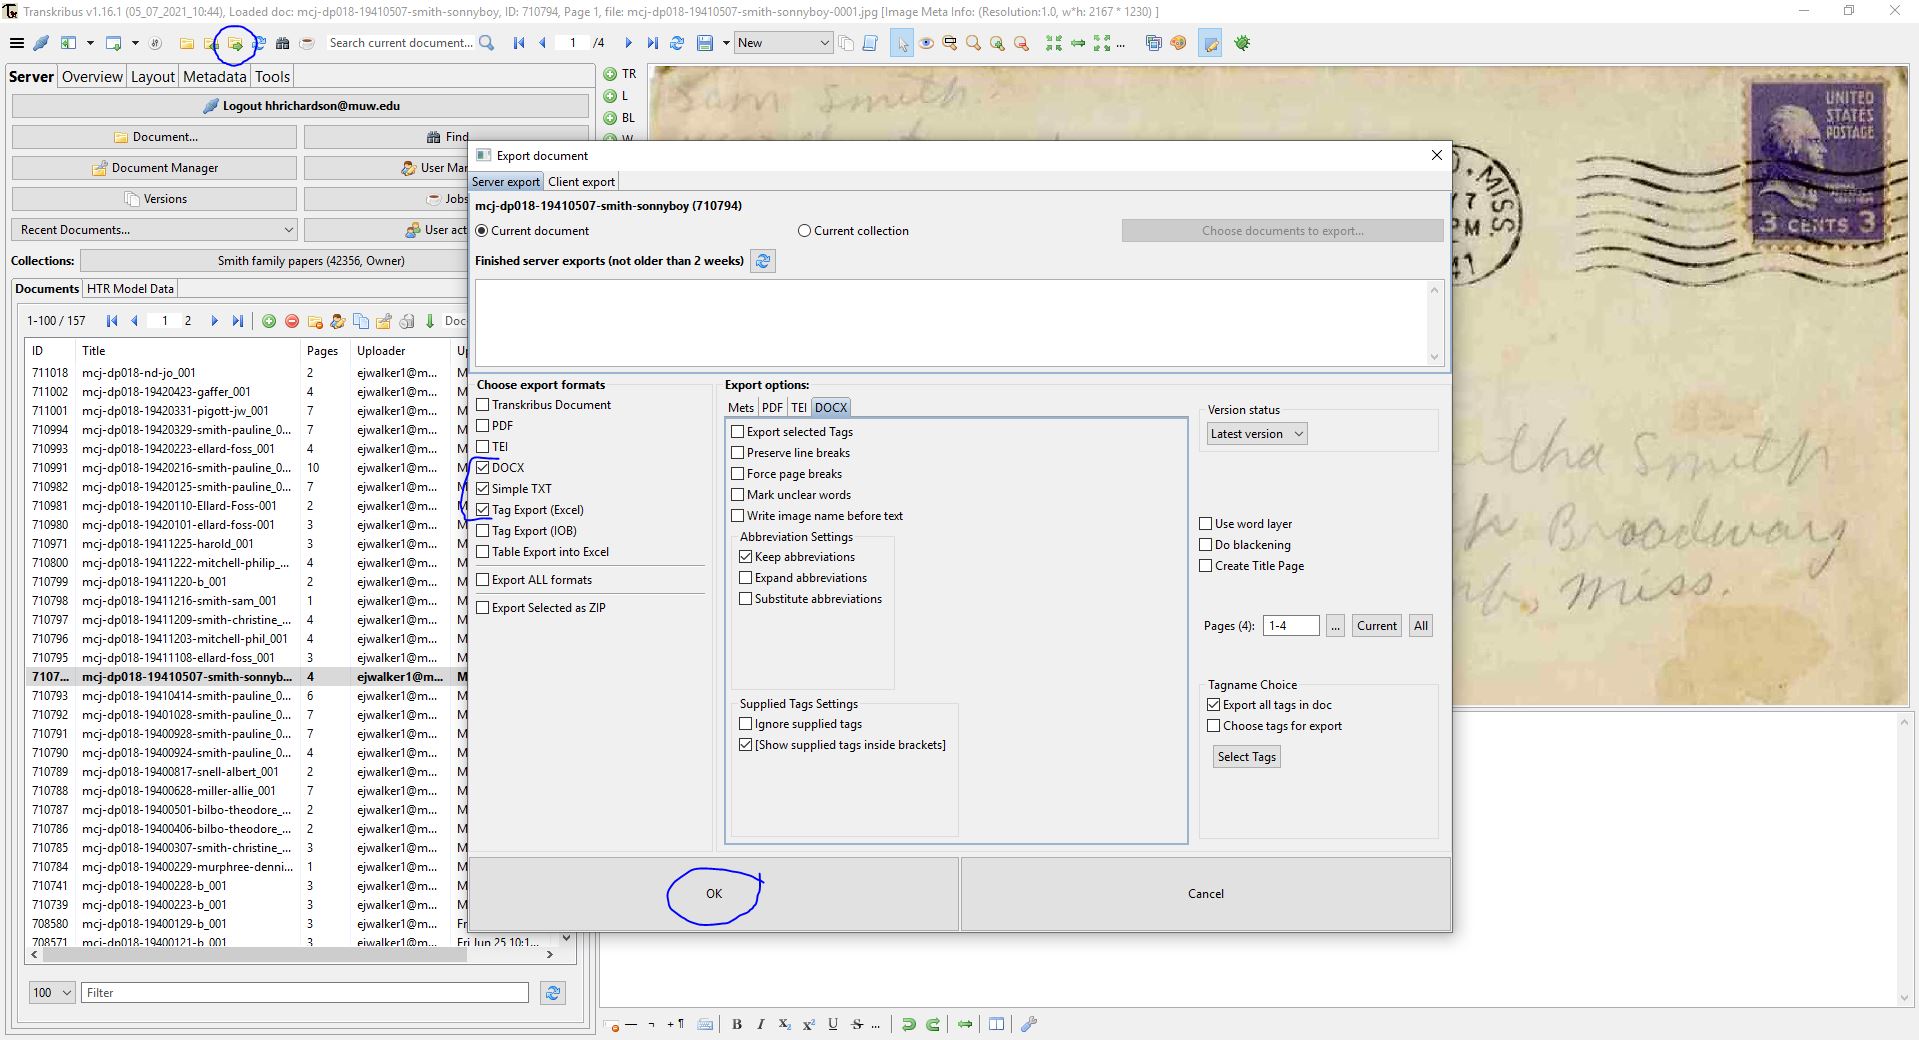 Transkribus v1.16.1 (05_07_2021_10:44), Loaded doc: mcj-dp018-19410507-smith-sonnyboy, ID: 710794, Page 1, file: mcj-dp018-19410507-smith-sonnyboy-0001.jpg [Image Meta Info: (Resolution:1.0, w*h: 2167 * 1230) ]
Search current document... 1 /4 New ...
Server Overview Layout Metadata Tools
Logout hhrichardson@muw.edu
Document... Find
Document Manager User Mar
Versions Jobs
Recent Documents... User act
Collections: Smith family papers (42356, Owner)
Documents HTR Model Data
1-100 / 157 1 2 Doc
ID Title Pages Uploader Up
711018 mcj-dp018-nd-jo_001 2 ejwalker1@m... M
711002 mcj-dp018-19420423-gaffer_001 4 ejwalker1@m... M
711001 mcj-dp018-19420331-pigott-jw_001 7 ejwalker1@m... M
710994 mcj-dp018-19420329-smith-pauline_0... 7 ejwalker1@m... M
710993 mcj-dp018-19420223-ellard-foss_001 4 ejwalker1@m... M
710991 mcj-dp018-19420216-smith-pauline_0... 10 ejwalker1@m... M
710982 mcj-dp018-19420125-smith-pauline_0... 7 ejwalker1@m... M
710981 mcj-dp018-19420110-Ellard-Foss-001 2 ejwalker1@m... M
710980 mcj-dp018-19420101-ellard-foss-001 3 ejwalker1@m... M
710971 mcj-dp018-19411225-harold_001 3 ejwalker1@m... M
710800 mcj-dp018-19411222-mitchell-philip_... 4 ejwalker1@m... M
710799 mcj-dp018-19411220-b_001 2 ejwalker1@m... M
710798 mcj-dp018-19411216-smith-sam_001 1 ejwalker1@m... M
710797 mcj-dp018-19411209-smith-christine_... 4 ejwalker1@m... M
710796 mcj-dp018-19411203-mitchell-phil_001 4 ejwalker1@m... M
710795 mcj-dp018-19411108-ellard-foss_001 3 ejwalker1@m... M
7107... mcj-dp018-19410507-smith-sonnyb... 4 ejwalker1@m... M
710793 mcj-dp018-19410414-smith-pauline_0... 6 ejwalker1@m... M
710792 mcj-dp018-19401028-smith-pauline_0... 7 ejwalker1@m... M
710791 mcj-dp018-19400928-smith-pauline_0... 7 ejwalker1@m... M
710790 mcj-dp018-19400924-smith-pauline_0... 4 ejwalker1@m... M
710789 mcj-dp018-19400817-snell-albert_001 2 ejwalker1@m... M
710788 mcj-dp018-19400628-miller-allie_001 7 ejwalker1@m... M
710787 mcj-dp018-19400501-bilbo-theodore_... 2 ejwalker1@m... M
710786 mcj-dp018-19400406-bilbo-theodore_... 2 ejwalker1@m... M
710785 mcj-dp018-19400307-smith-christine_... 3 ejwalker1@m... M
710784 mcj-dp018-19400229-murphree-denni... 1 ejwalker1@m... M
710741 mcj-dp018-19400228-b_001 3 ejwalker1@m... M
710739 mcj-dp018-19400223-b_001 3 ejwalker1@m... M
708580 mcj-dp018-19400129-b_001 3 ejwalker1@m... Fr
708571 mcj-dp018-19400121-b_001 3 ejwalker1@m... Fri Jun 25 10:1...
100 Filter
TR
L
BL
W
Export document
Server export Client export
mcj-dp018-19410507-smith-sonnyboy (710794)
Current document Current collection Choose documents to export...
Finished server exports (not older than 2 weeks)
Choose export formats
Transkribus Document
PDF
TEI
DOCX
Simple TXT
Tag Export (Excel)
Tag Export (IOB)
Table Export into Excel
Export ALL formats
Export Selected as ZIP
Export options:
Mets PDF TEI DOCX
Export selected Tags
Preserve line breaks
Force page breaks
Mark unclear words
Write image name before text
Abbreviation Settings
Keep abbreviations
Expand abbreviations
Substitute abbreviations
Supplied Tags Settings
Ignore supplied tags
[Show supplied tags inside brackets]
Version status
Latest version
Use word layer
Do blackening
Create Title Page
Pages (4): 1-4 ... Current All
Tagname Choice
Export all tags in doc
Choose tags for export
Select Tags
OK Cancel
Sam Smith.
MISS.
PM
41
UNITED
STATES
POSTAGE
3 CENTS 3
itha Smith
Broadway
Miss.
B I X₂ X² U S ...